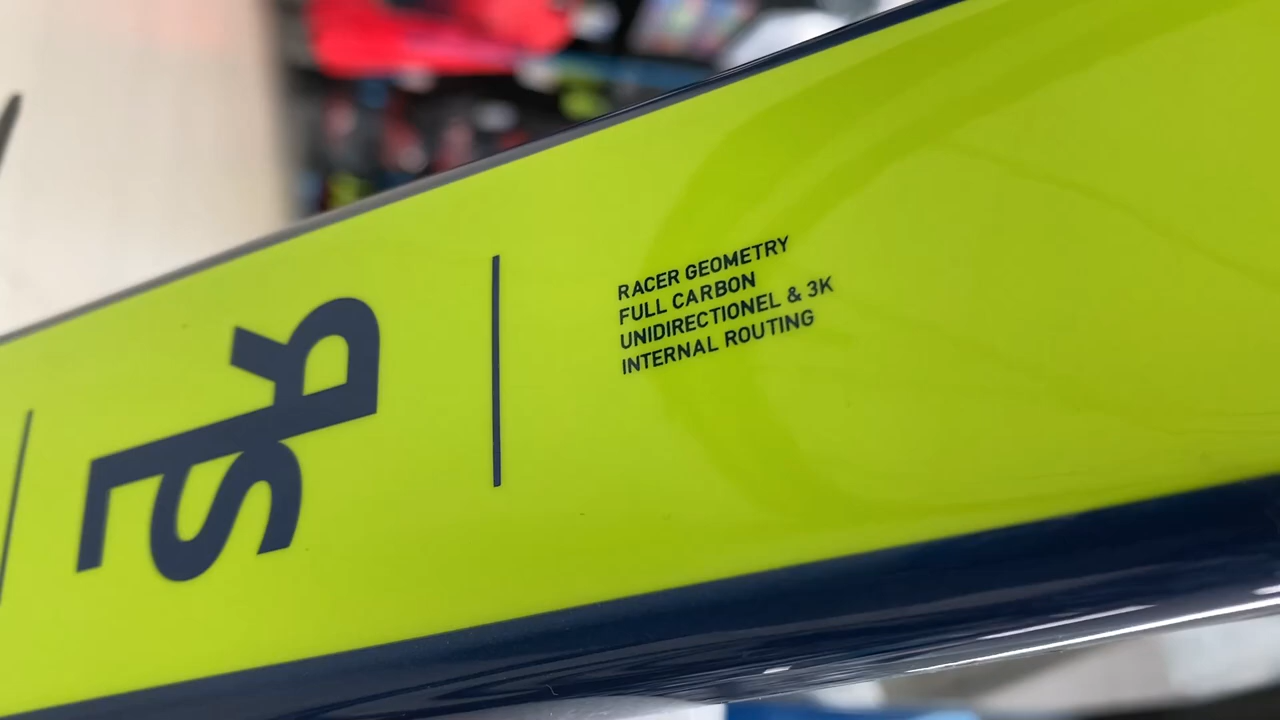 RACER GEOMETRY
FULL CARBON
UNIDIRECTIONEL & 3K
INTERNAL ROUTING